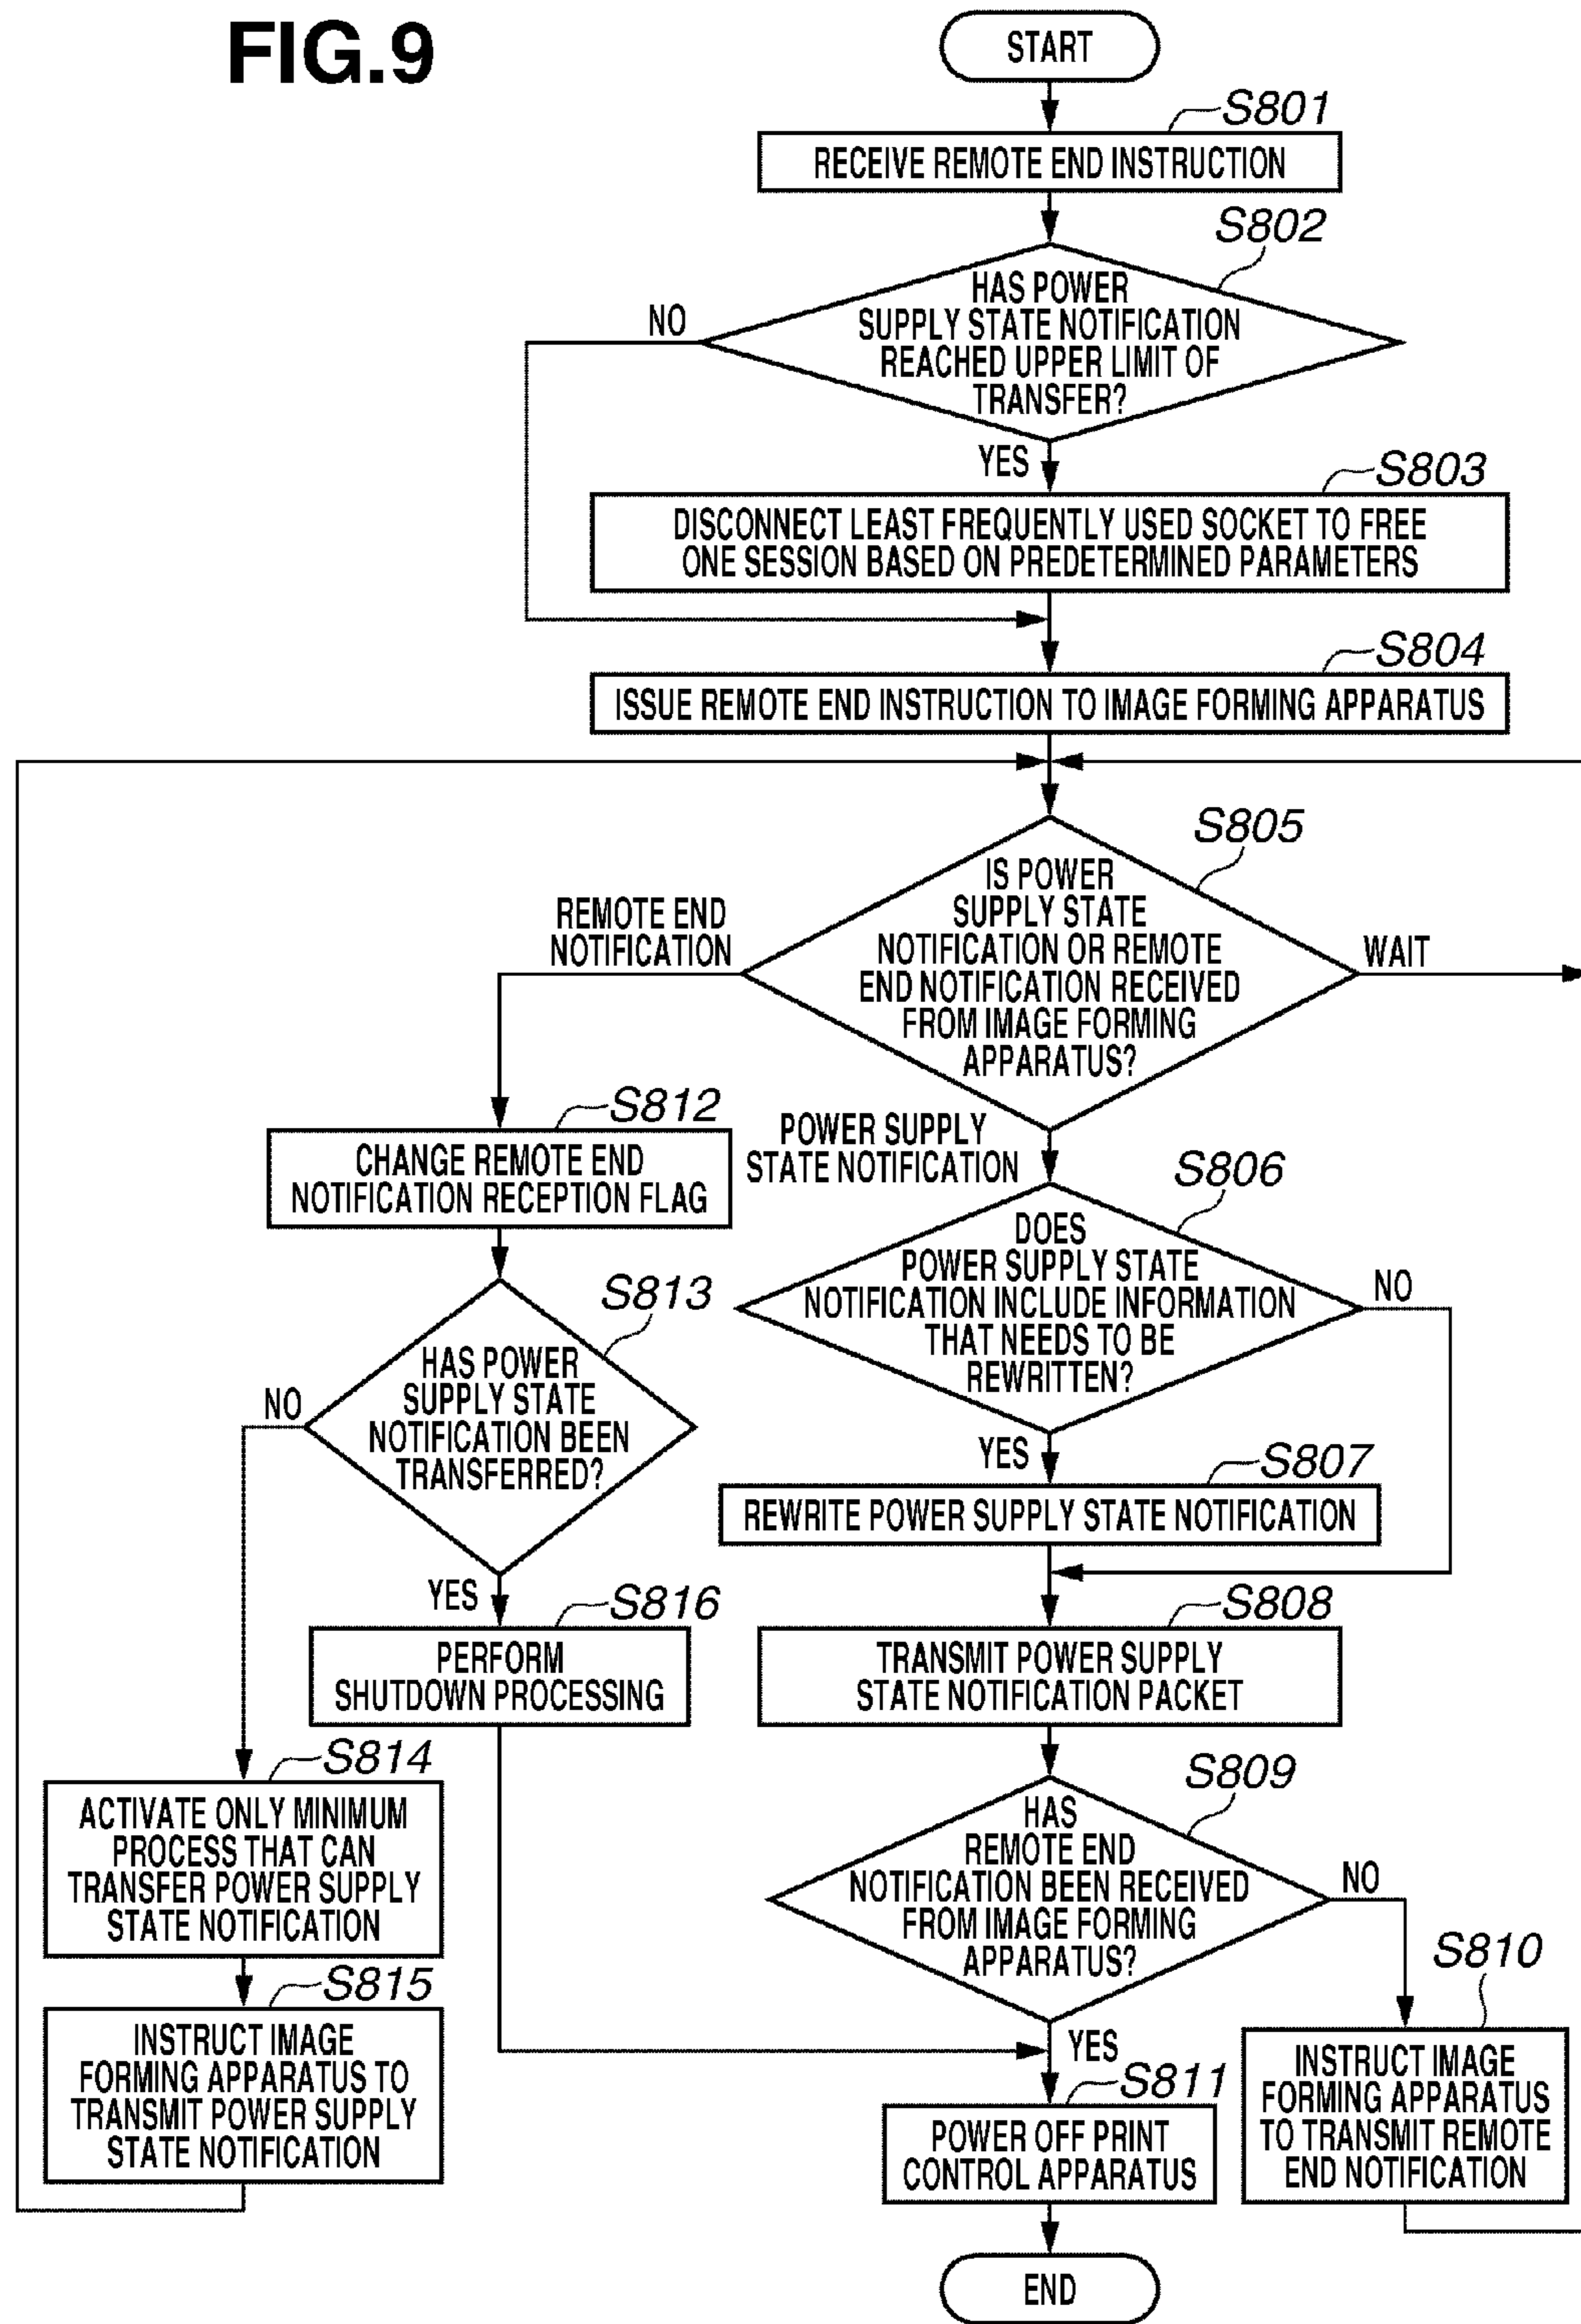 FIG.9
START
S801
RECEIVE REMOTE END INSTRUCTION
S802
HAS POWER
SUPPLY STATE NOTIFICATION
REACHED UPPER LIMIT OF
TRANSFER?
NO
YES
S803
DISCONNECT LEAST FREQUENTLY USED SOCKET TO FREE
ONE SESSION BASED ON PREDETERMINED PARAMETERS
S804
ISSUE REMOTE END INSTRUCTION TO IMAGE FORMING APPARATUS
S805
IS POWER
SUPPLY STATE
NOTIFICATION OR REMOTE
END NOTIFICATION RECEIVED
FROM IMAGE FORMING
APPARATUS?
REMOTE END
NOTIFICATION
WAIT
POWER SUPPLY
STATE NOTIFICATION
S812
CHANGE REMOTE END
NOTIFICATION RECEPTION FLAG
S806
DOES
POWER SUPPLY STATE
NOTIFICATION INCLUDE INFORMATION
THAT NEEDS TO BE
REWRITTEN?
NO
YES
S813
HAS POWER
SUPPLY STATE
NOTIFICATION BEEN
TRANSFERRED?
NO
YES
S807
REWRITE POWER SUPPLY STATE NOTIFICATION
S816
PERFORM
SHUTDOWN PROCESSING
S808
TRANSMIT POWER SUPPLY
STATE NOTIFICATION PACKET
S814
ACTIVATE ONLY MINIMUM
PROCESS THAT CAN
TRANSFER POWER SUPPLY
STATE NOTIFICATION
S809
HAS
REMOTE END
NOTIFICATION BEEN RECEIVED
FROM IMAGE FORMING
APPARATUS?
NO
YES
S815
INSTRUCT IMAGE
FORMING APPARATUS TO
TRANSMIT POWER SUPPLY
STATE NOTIFICATION
S810
INSTRUCT IMAGE
FORMING APPARATUS
TO TRANSMIT REMOTE
END NOTIFICATION
S811
POWER OFF PRINT
CONTROL APPARATUS
END